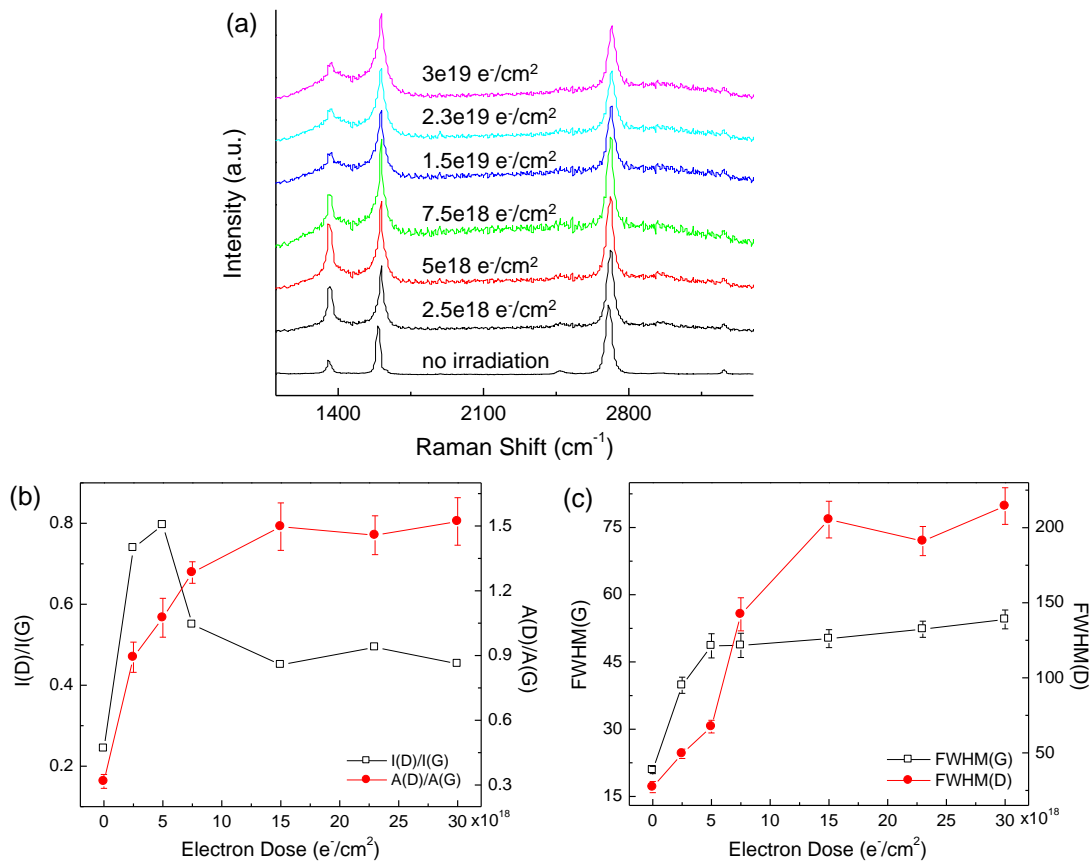 (a)
3e19 e⁻/cm²
2.3e19 e⁻/cm²
1.5e19 e⁻/cm²
7.5e18 e⁻/cm²
5e18 e⁻/cm²
2.5e18 e⁻/cm²
no irradiation
Intensity (a.u.)
1400 2100 2800
Raman Shift (cm⁻¹)
(b)
I(D)/I(G)
0.8
0.6
0.4
0.2
A(D)/A(G)
1.5
1.2
0.9
0.6
0.3
I(D)/I(G)
A(D)/A(G)
0 5 10 15 20 25 30 x10¹⁸
Electron Dose (e⁻/cm²)
(c)
FWHM(G)
75
60
45
30
15
FWHM(D)
200
150
100
50
FWHM(G)
FWHM(D)
0 5 10 15 20 25 30 x10¹⁸
Electron Dose (e⁻/cm²)